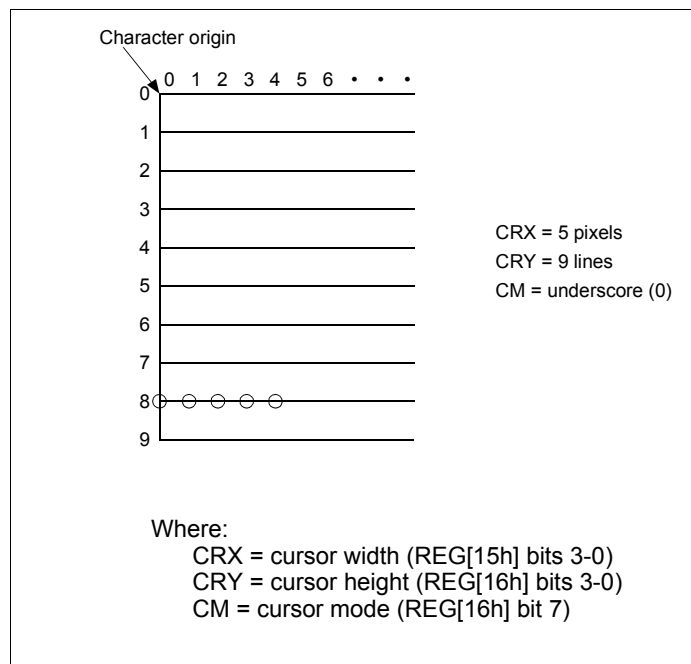 Character origin
0 1 2 3 4 5 6 • • •
0
1
2
3
4
5
6
7
8
9
CRX = 5 pixels
CRY = 9 lines
CM = underscore (0)
Where:
CRX = cursor width (REG[15h] bits 3-0)
CRY = cursor height (REG[16h] bits 3-0)
CM = cursor mode (REG[16h] bit 7)